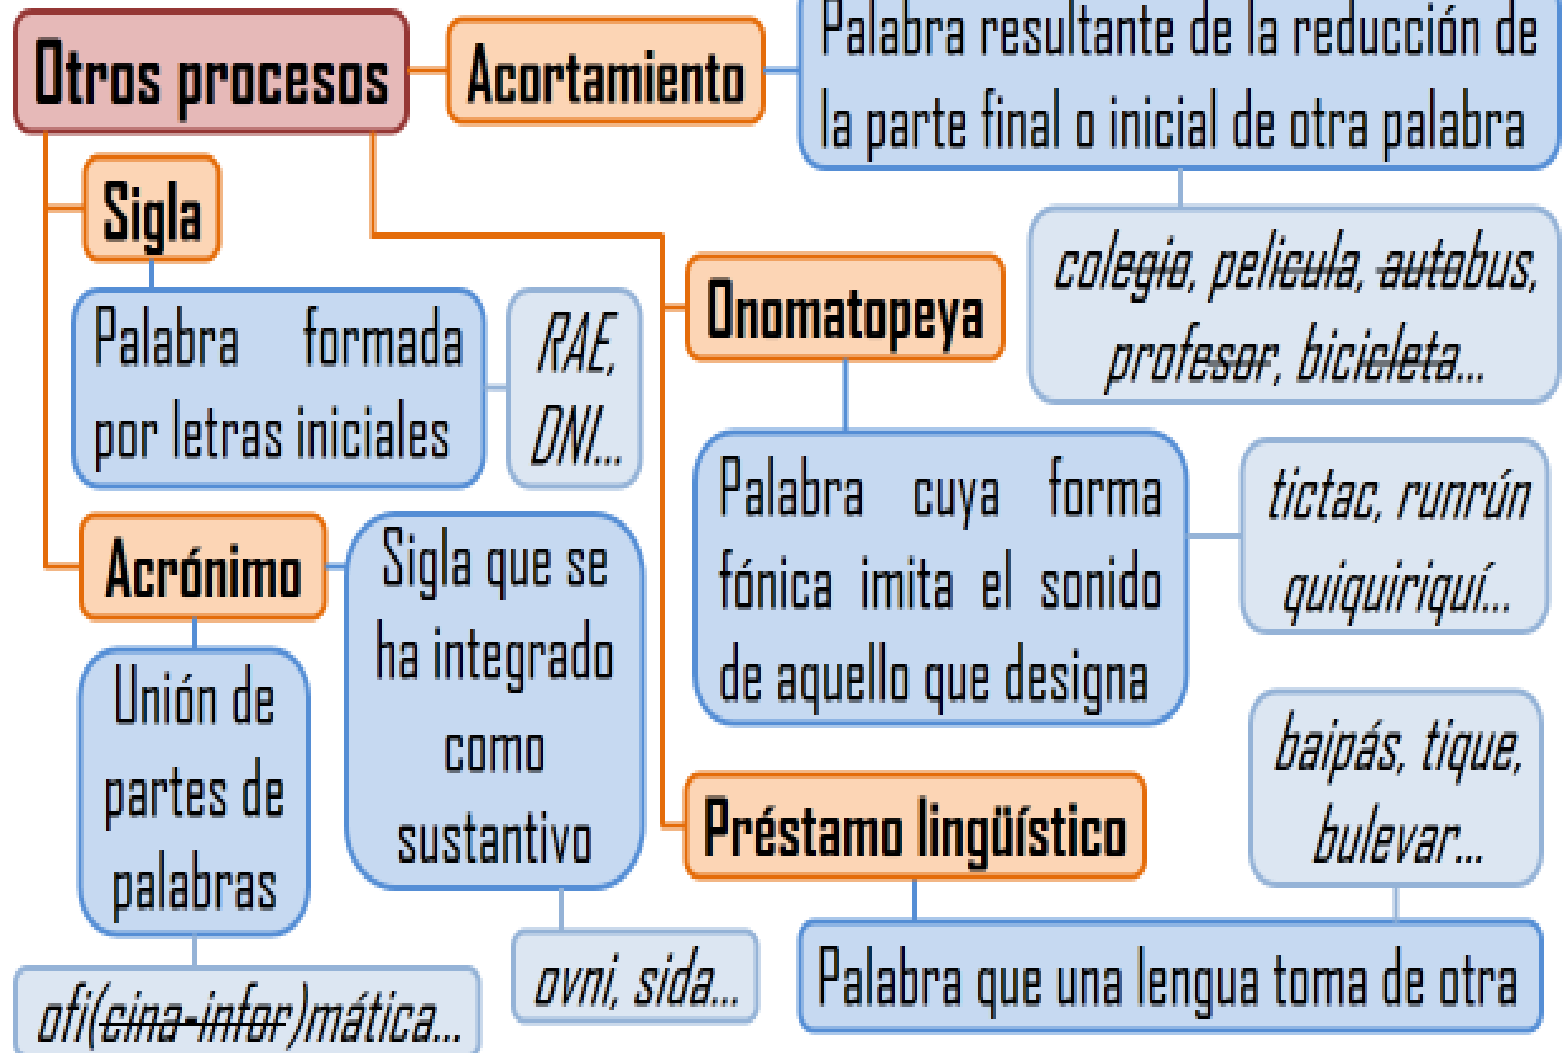 Otros procesos
Acortamiento
Palabra resultante de la reducción de
la parte final o inicial de otra palabra
colegio, pelicula, autobus,
profesor, bicicleta...
Sigla
Palabra formada
por letras iniciales
RAE,
DNI...
Acrónimo
Sigla que se
ha integrado
como
sustantivo
ovni, sida...
Unión de
partes de
palabras
ofi(cina-infor)mática...
Onomatopeya
Palabra cuya forma
fónica imita el sonido
de aquello que designa
tictac, runrún
quiquiriquí...
Préstamo lingüístico
Palabra que una lengua toma de otra
baipás, tique,
bulevar...